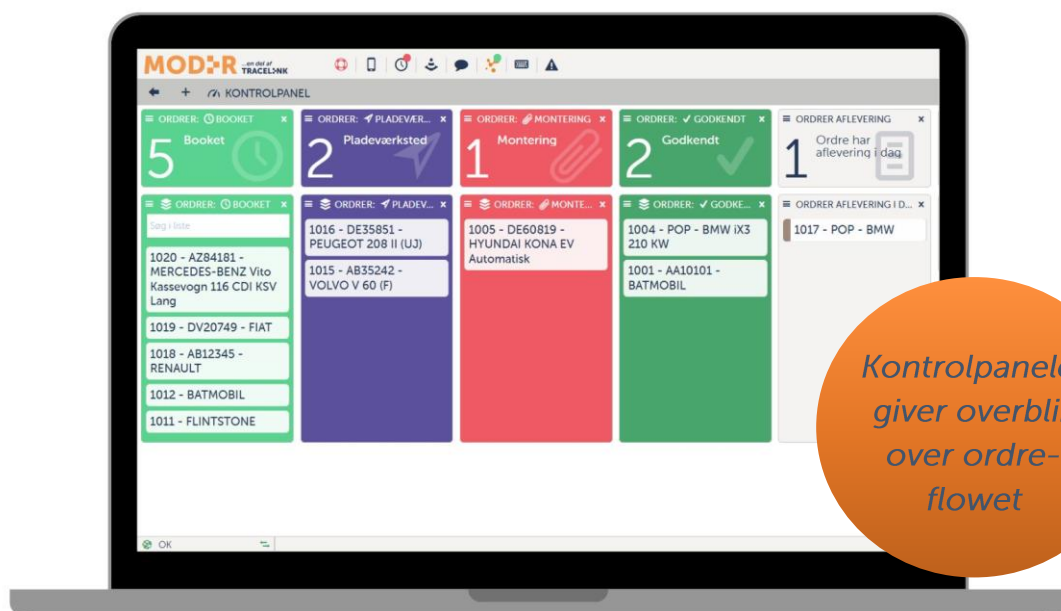 MOD:R ...en del af TRACELINK
KONTROLPANEL
ORDRER: BOOKET x
5 Booket
ORDRER: PLADEVÆR... x
2 Pladeværksted
ORDRER: MONTERING x
1 Montering
ORDRER: GODKENDT x
2 Godkendt
ORDRER AFLEVERING x
1 Ordre har
aflevering i dag
ORDRER: BOOKET x
Søg i liste
1020 - AZ84181 -
MERCEDES-BENZ Vito
Kassevogn 116 CDI KSV
Lang
1019 - DV20749 - FIAT
1018 - AB12345 -
RENAULT
1012 - BATMOBIL
1011 - FLINTSTONE
ORDRER: PLADEV... x
1016 - DE35851 -
PEUGEOT 208 II (UJ)
1015 - AB35242 -
VOLVO V 60 (F)
ORDRER: MONTE... x
1005 - DE60819 -
HYUNDAI KONA EV
Automatisk
ORDRER: GODKE... x
1004 - POP - BMW iX3
210 KW
1001 - AA10101 -
BATMOBIL
ORDRER AFLEVERING I D... x
1017 - POP - BMW
OK
giver
over ordre-
flowet